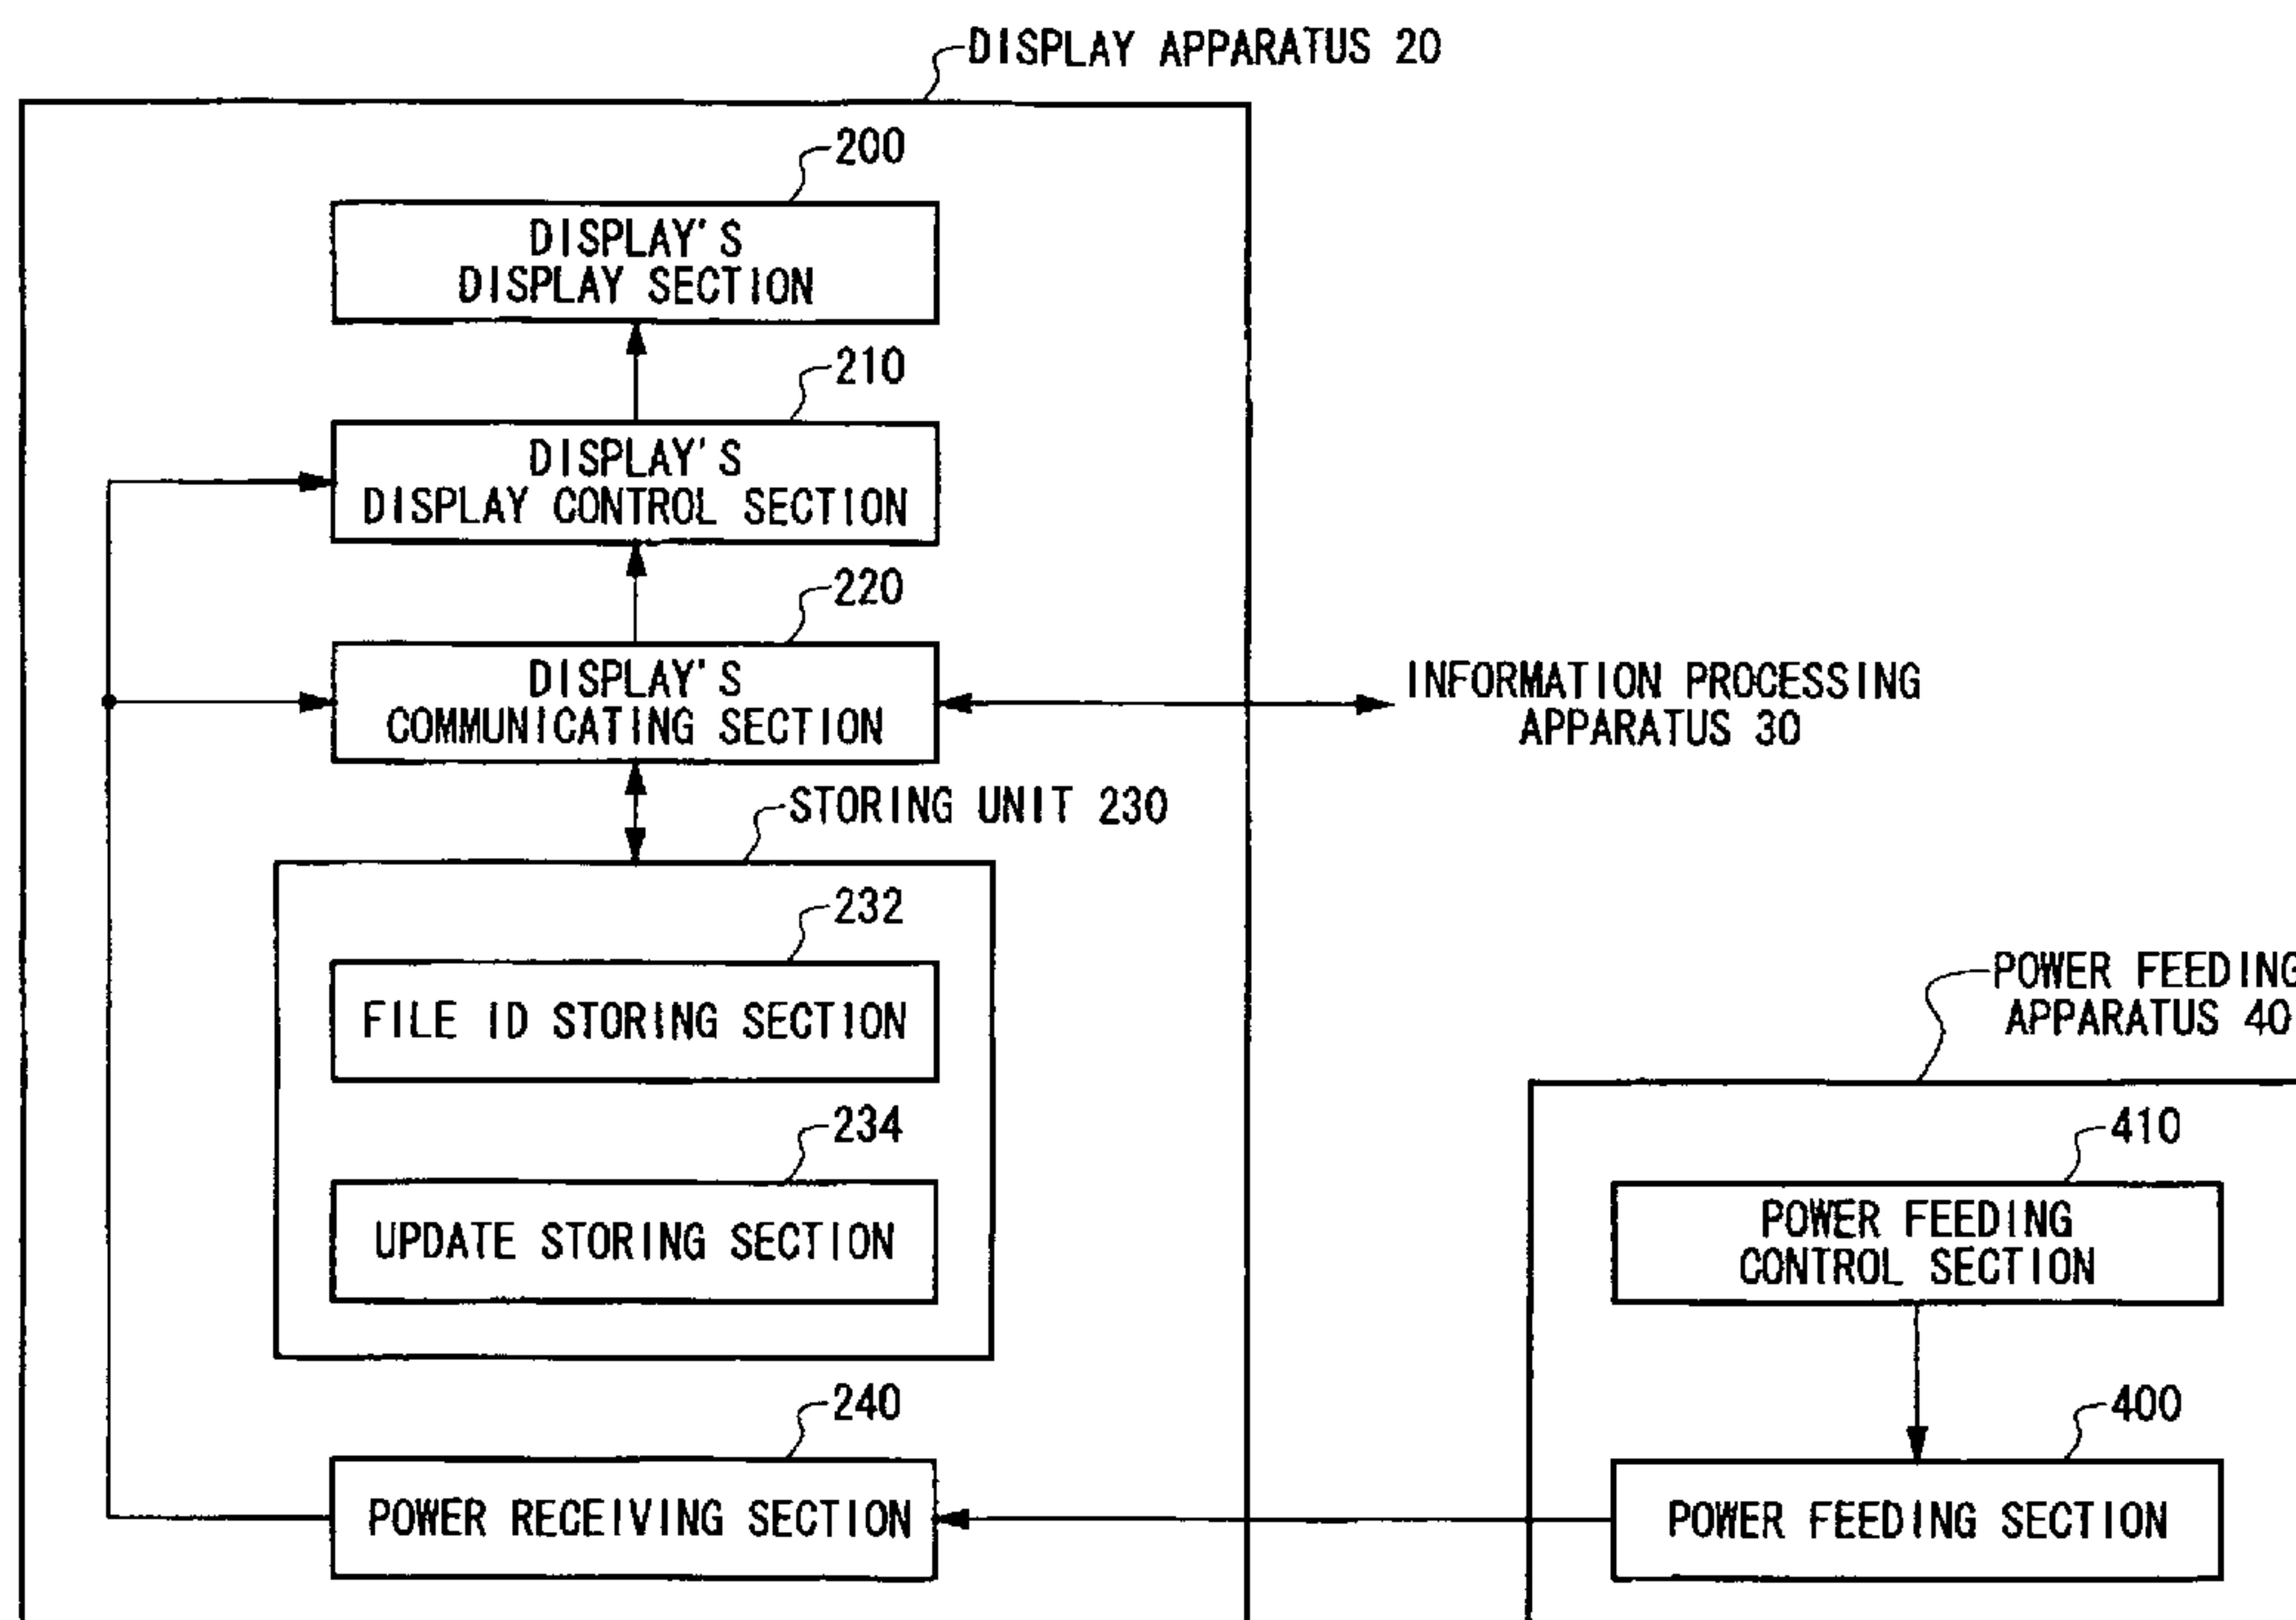 DISPLAY APPARATUS 20
200
DISPLAY'S
DISPLAY SECTION
210
DISPLAY'S
DISPLAY CONTROL SECTION
220
DISPLAY'S
COMMUNICATING SECTION
INFORMATION PROCESSING
APPARATUS 30
STORING UNIT 230
232
FILE ID STORING SECTION
234
UPDATE STORING SECTION
240
POWER RECEIVING SECTION
POWER FEEDING
APPARATUS 40
410
POWER FEEDING
CONTROL SECTION
400
POWER FEEDING SECTION